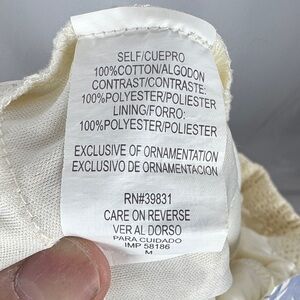 SELF/CUEPRO
100%COTTON/ALGODON
CONTRAST/CONTRASTE:
100%POLYESTER/POLIESTER
LINING/FORRO:
100%POLYESTER/POLIESTER
EXCLUSIVE OF ORNAMENTATION
EXCLUSIVO DE ORNAMENTACION
RN#39831
CARE ON REVERSE
VER AL DORSO
PARA CUIDADO
IMP 58186
M